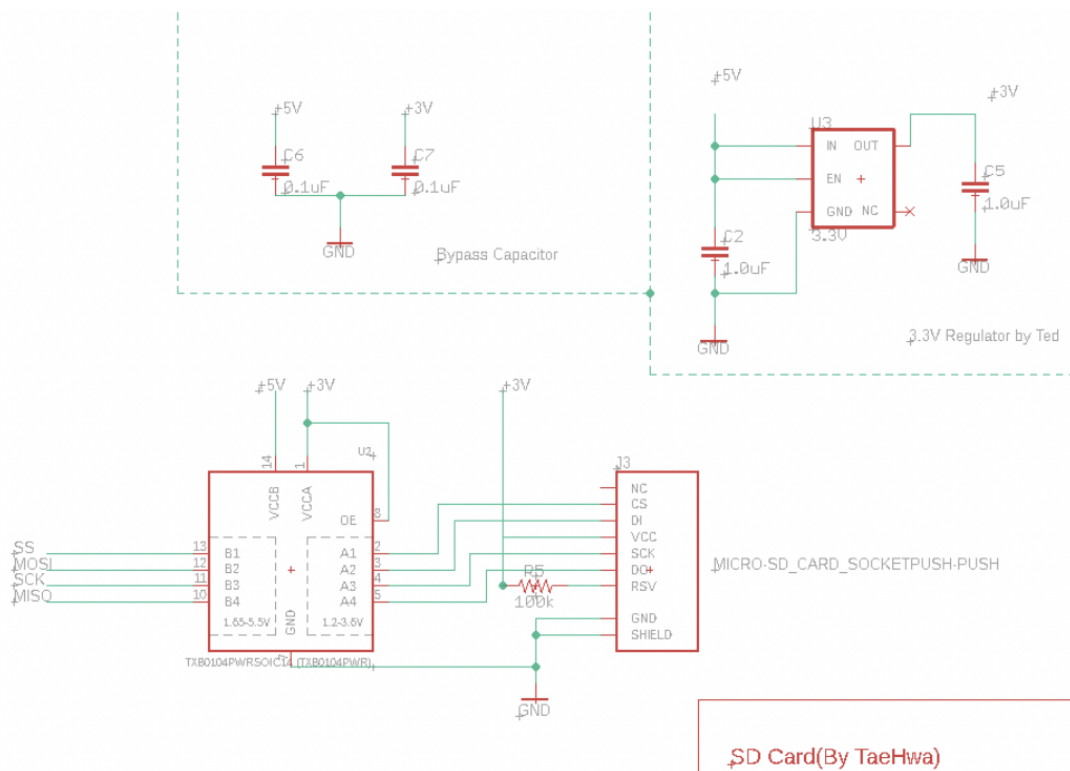 +5V
+3V
C6
0.1uF
C7
0.1uF
GND
Bypass Capacitor
+5V
+3V
U3
IN OUT
EN
GND NC
3.3V
C5
1.0uF
C2
1.0uF
GND
GND
3.3V Regulator by Ted
+5V
+3V
+3V
U2
14
1
VCCB
VCCA
OE
8
SS
13
B1
A1
2
MOSI
12
B2
A2
3
SCK
11
B3
A3
4
MISO
10
B4
A4
5
1.65-5.5V
GND
1.2-3.6V
7
TXB0104PWRSOIC14 (TXB0104PWR)
J3
NC
CS
DI
VCC
SCK
DO
RSV
GND
SHIELD
R5
100k
MICRO-SD_CARD_SOCKETPUSH-PUSH
GND
SD Card(By TaeHwa)